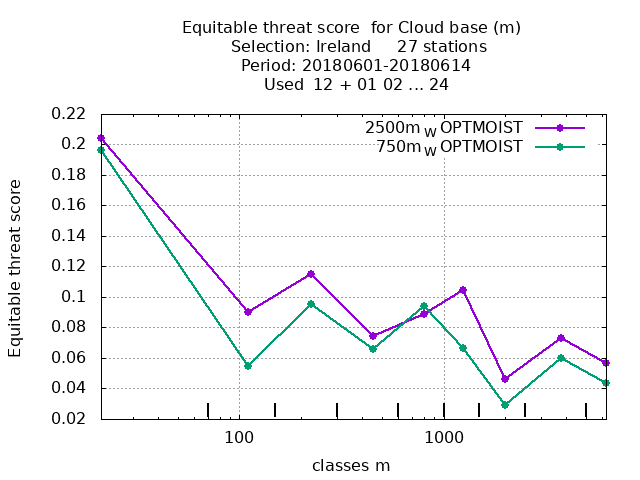 Equitable threat score  for Cloud base (m)
Selection: Ireland     27 stations
Period: 20180601-20180614
Used  12 + 01 02 ... 24
2500m W OPTMOIST
750m W OPTMOIST
0.22
0.2
0.18
0.16
0.14
0.12
0.1
0.08
0.06
0.04
0.02
Equitable threat score
100
1000
classes m